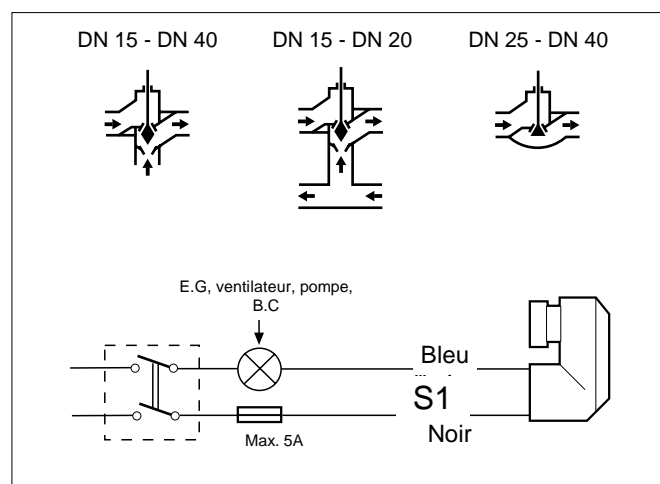 DN 15 - DN 40
DN 15 - DN 20
DN 25 - DN 40
E.G, ventilateur, pompe,
B.C
Bleu
S1
Noir
Max. 5A